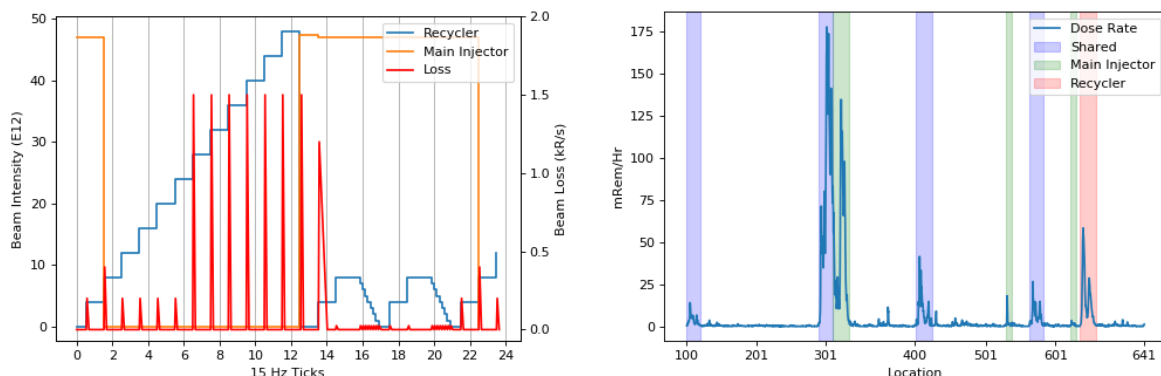 50
40
30
20
10
0
Beam Intensity (E12)
2.0
1.5
1.0
0.5
0.0
Beam Loss (kR/s)
Recycler
Main Injector
Loss
0 2 4 6 8 10 12 14 16 18 20 22 24
15 Hz Ticks
175
150
125
100
75
50
25
0
mRem/Hr
Dose Rate
Shared
Main Injector
Recycler
100 201 301 400 501 601 641
Location